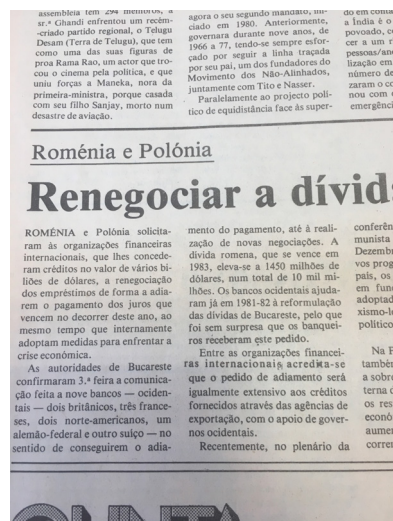 assembleia tem 294 membros, a
sr.ª Ghandi enfrentou um recém-
-criado partido regional, o Telugu
Desam (Terra de Telugu), que tem
como uma das suas figuras de
proa Rama Rao, um actor que tro-
cou o cinema pela política, e que
uniu forças a Maneka, nora da
primeira-ministra, porque casada
com seu filho Sanjay, morto num
desastre de aviação.
agora o seu segundo mandato, ini-
ciado em 1980. Anteriormente,
governara durante nove anos, de
1966 a 77, tendo-se sempre esfor-
çado por seguir a linha traçada
por seu pai, um dos fundadores do
Movimento dos Não-Alinhados,
juntamente com Tito e Nasser.
Paralelamente ao projecto polí-
tico de equidistância face às super-
a Índia é o
povoado, c
cer a um r
pessoas/an
lização em
número de
zaram o co
nou com
emergênci
Roménia e Polónia
Renegociar a dívid
ROMÉNIA e Polónia solicita-
ram às organizações financeiras
internacionais, que lhes concede-
ram créditos no valor de vários bi-
liões de dólares, a renegociação
dos empréstimos de forma a adia-
rem o pagamento dos juros que
vencem no decorrer deste ano, ao
mesmo tempo que internamente
adoptam medidas para enfrentar a
crise económica.
As autoridades de Bucareste
confirmaram 3.ª feira a comunica-
ção feita a nove bancos — ociden-
tais — dois britânicos, três france-
ses, dois norte-americanos, um
alemão-federal e outro suíço — no
sentido de conseguirem o adia-
mento do pagamento, até à reali-
zação de novas negociações. A
dívida romena, que se vence em
1983, eleva-se a 1450 milhões de
dólares, num total de 10 mil mi-
lhões. Os bancos ocidentais ajuda-
ram já em 1981-82 à reformulação
das dívidas de Bucareste, pelo que
foi sem surpresa que os banquei-
ros receberam este pedido.
Entre as organizações financei-
ras internacionais acredita-se
que o pedido de adiamento será
igualmente extensivo aos créditos
fornecidos através das agências de
exportação, com o apoio de gover-
nos ocidentais.
Recentemente, no plenário da
conferên
munista
Dezemb
vos prog
pais, os
em fun
adoptad
xismo-l
político
Na P
també
a sobr
terna
os res
econó
aumen
correr